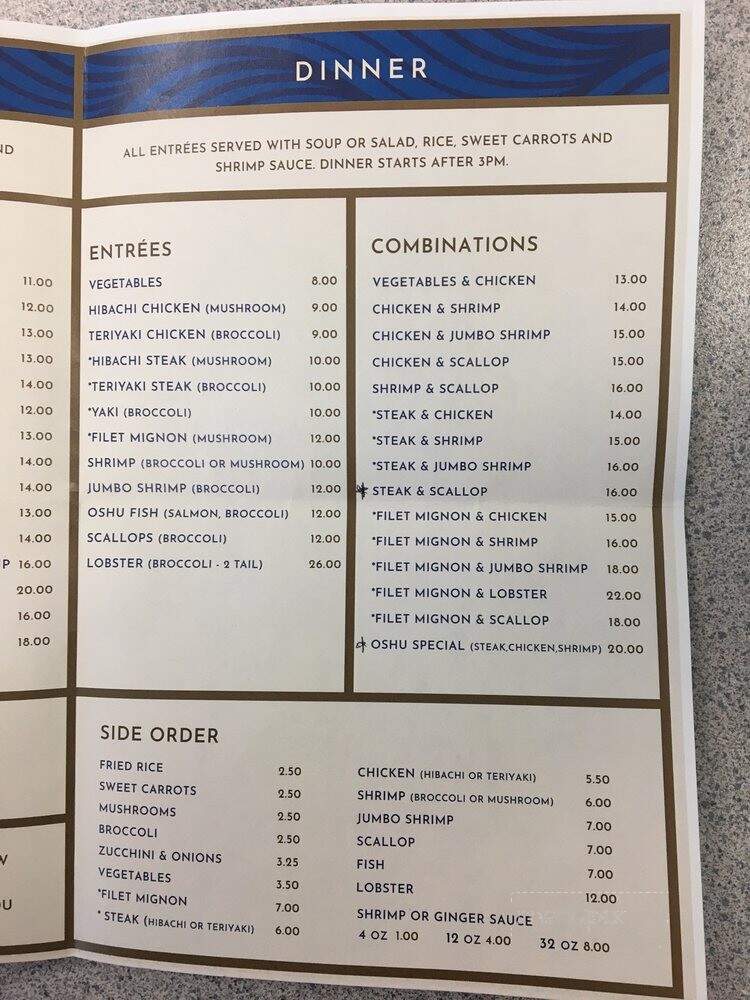 DINNER
ALL ENTRÉES SERVED WITH SOUP OR SALAD, RICE, SWEET CARROTS AND
SHRIMP SAUCE. DINNER STARTS AFTER 3PM.
ND
11.00
12.00
13.00
13.00
14.00
12.00
13.00
14.00
14.00
13.00
14.00
P 16.00
20.00
16.00
18.00
W
OU
ENTRÉES
VEGETABLES 8.00
HIBACHI CHICKEN (MUSHROOM) 9.00
TERIYAKI CHICKEN (BROCCOLI) 9.00
*HIBACHI STEAK (MUSHROOM) 10.00
*TERIYAKI STEAK (BROCCOLI) 10.00
*YAKI (BROCCOLI) 10.00
*FILET MIGNON (MUSHROOM) 12.00
SHRIMP (BROCCOLI OR MUSHROOM) 10.00
JUMBO SHRIMP (BROCCOLI) 12.00
OSHU FISH (SALMON, BROCCOLI) 12.00
SCALLOPS (BROCCOLI) 12.00
LOBSTER (BROCCOLI - 2 TAIL) 26.00
COMBINATIONS
VEGETABLES & CHICKEN 13.00
CHICKEN & SHRIMP 14.00
CHICKEN & JUMBO SHRIMP 15.00
CHICKEN & SCALLOP 15.00
SHRIMP & SCALLOP 16.00
*STEAK & CHICKEN 14.00
*STEAK & SHRIMP 15.00
*STEAK & JUMBO SHRIMP 16.00
* STEAK & SCALLOP 16.00
*FILET MIGNON & CHICKEN 15.00
*FILET MIGNON & SHRIMP 16.00
*FILET MIGNON & JUMBO SHRIMP 18.00
*FILET MIGNON & LOBSTER 22.00
*FILET MIGNON & SCALLOP 18.00
* OSHU SPECIAL (STEAK,CHICKEN,SHRIMP) 20.00
SIDE ORDER
FRIED RICE 2.50
SWEET CARROTS 2.50
MUSHROOMS 2.50
BROCCOLI 2.50
ZUCCHINI & ONIONS 3.25
VEGETABLES 3.50
*FILET MIGNON 7.00
* STEAK (HIBACHI OR TERIYAKI) 6.00
CHICKEN (HIBACHI OR TERIYAKI) 5.50
SHRIMP (BROCCOLI OR MUSHROOM) 6.00
JUMBO SHRIMP 7.00
SCALLOP 7.00
FISH 7.00
LOBSTER 12.00
SHRIMP OR GINGER SAUCE
4 OZ 1.00 12 OZ 4.00 32 OZ 8.00